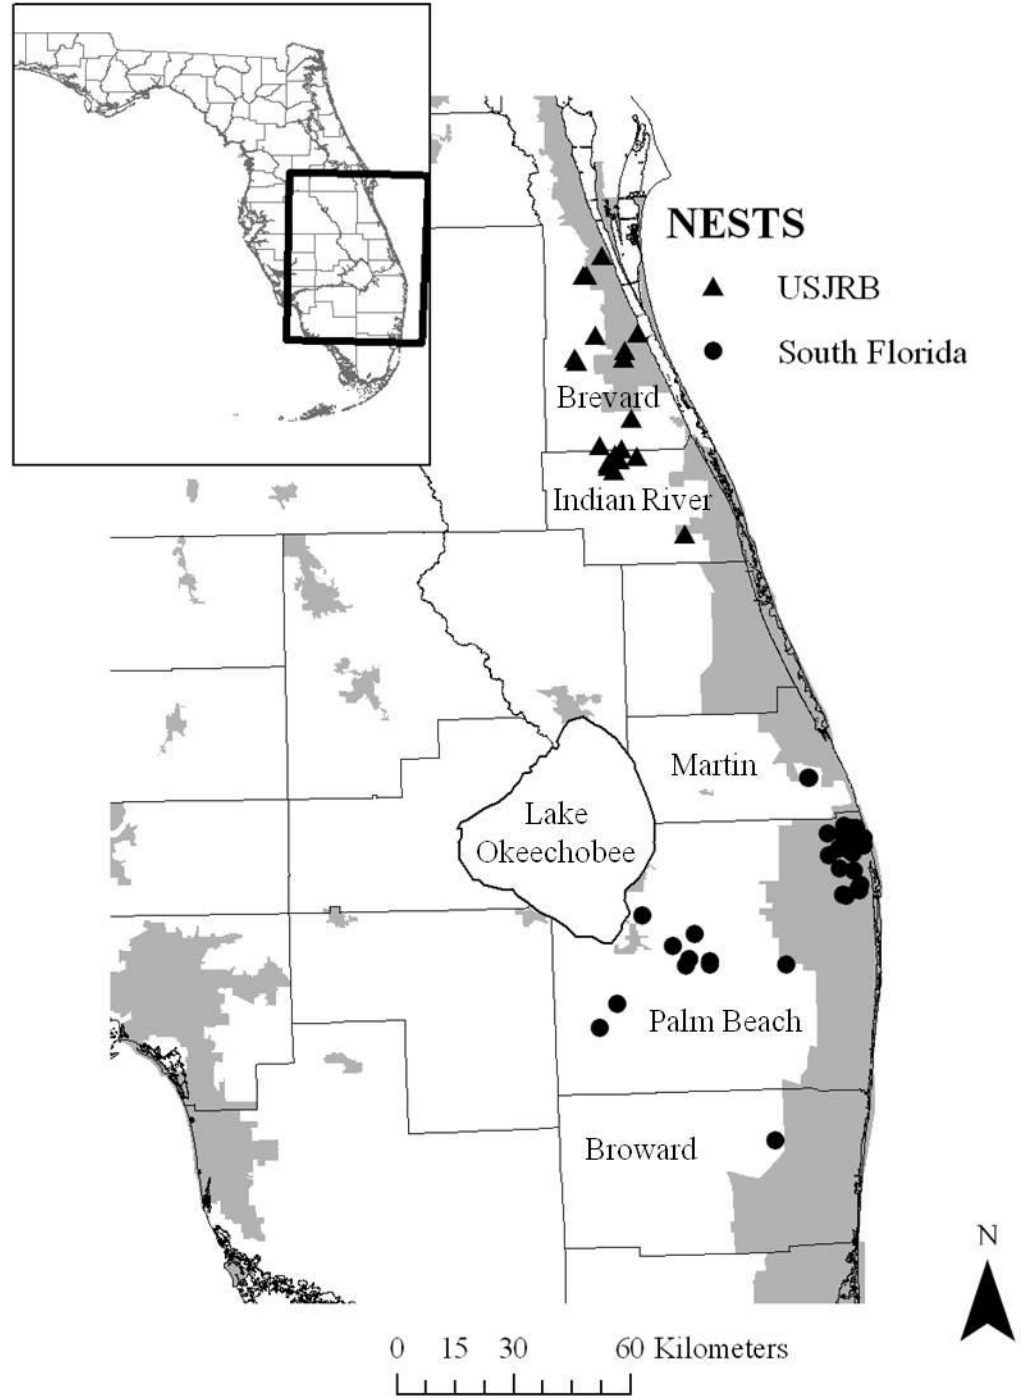 NESTS
USJRB
South Florida
Brevard
Indian River
Martin
Lake
Okeechobee
Palm Beach
Broward
N
0 15 30 60 Kilometers